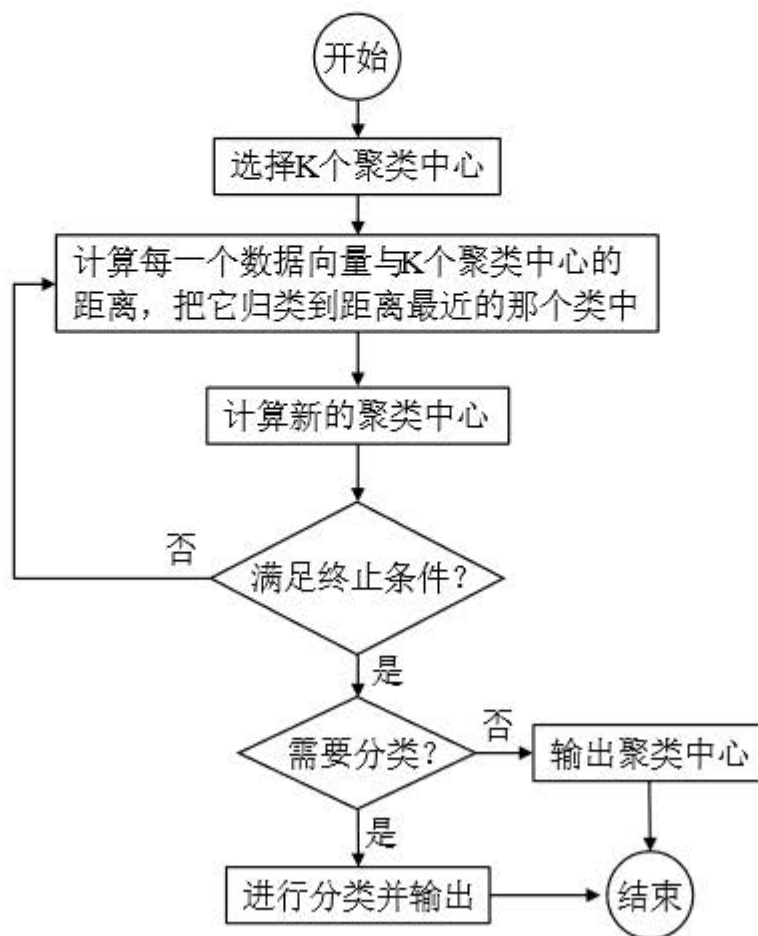 开始
选择K个聚类中心
计算每一个数据向量与K个聚类中心的
距离，把它归类到距离最近的那个类中
计算新的聚类中心
否
满足终止条件？
是
否
需要分类？
输出聚类中心
是
进行分类并输出
结束